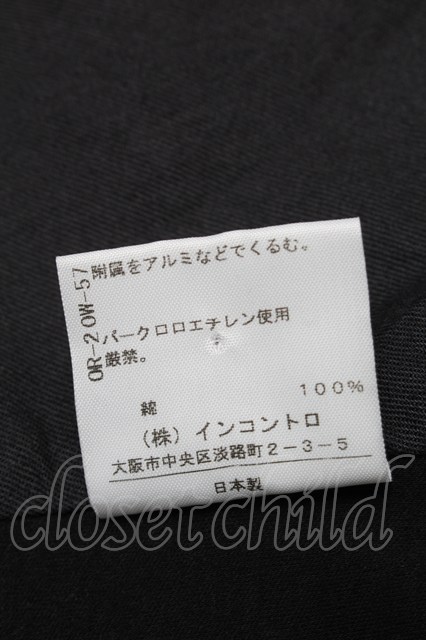 OR-20W-57
附属をアルミなどでくるむ。
パークロロエチレン使用
厳禁。
綿 100%
(株)インコントロ
大阪市中央区淡路町2-3-5
日本製
closet child